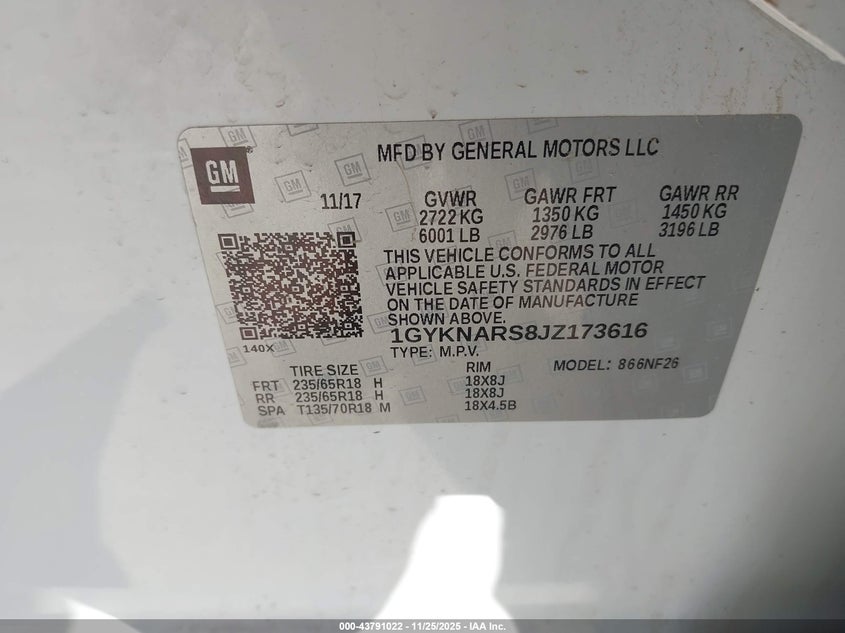 GM
MFD BY GENERAL MOTORS LLC
11/17
GVWR GAWR FRT GAWR RR
2722 KG 1350 KG 1450 KG
6001 LB 2976 LB 3196 LB
THIS VEHICLE CONFORMS TO ALL
APPLICABLE U.S. FEDERAL MOTOR
VEHICLE SAFETY STANDARDS IN EFFECT
ON THE DATE OF MANUFACTURE
SHOWN ABOVE.
1GYKNARS8JZ173616
140X
TYPE: M.P.V. MODEL: 866NF26
TIRE SIZE RIM
FRT 235/65R18 H 18X8J
RR 235/65R18 H 18X8J
SPA T135/70R18 M 18X4.5B
000-43791022 - 11/25/2025 - IAA Inc.